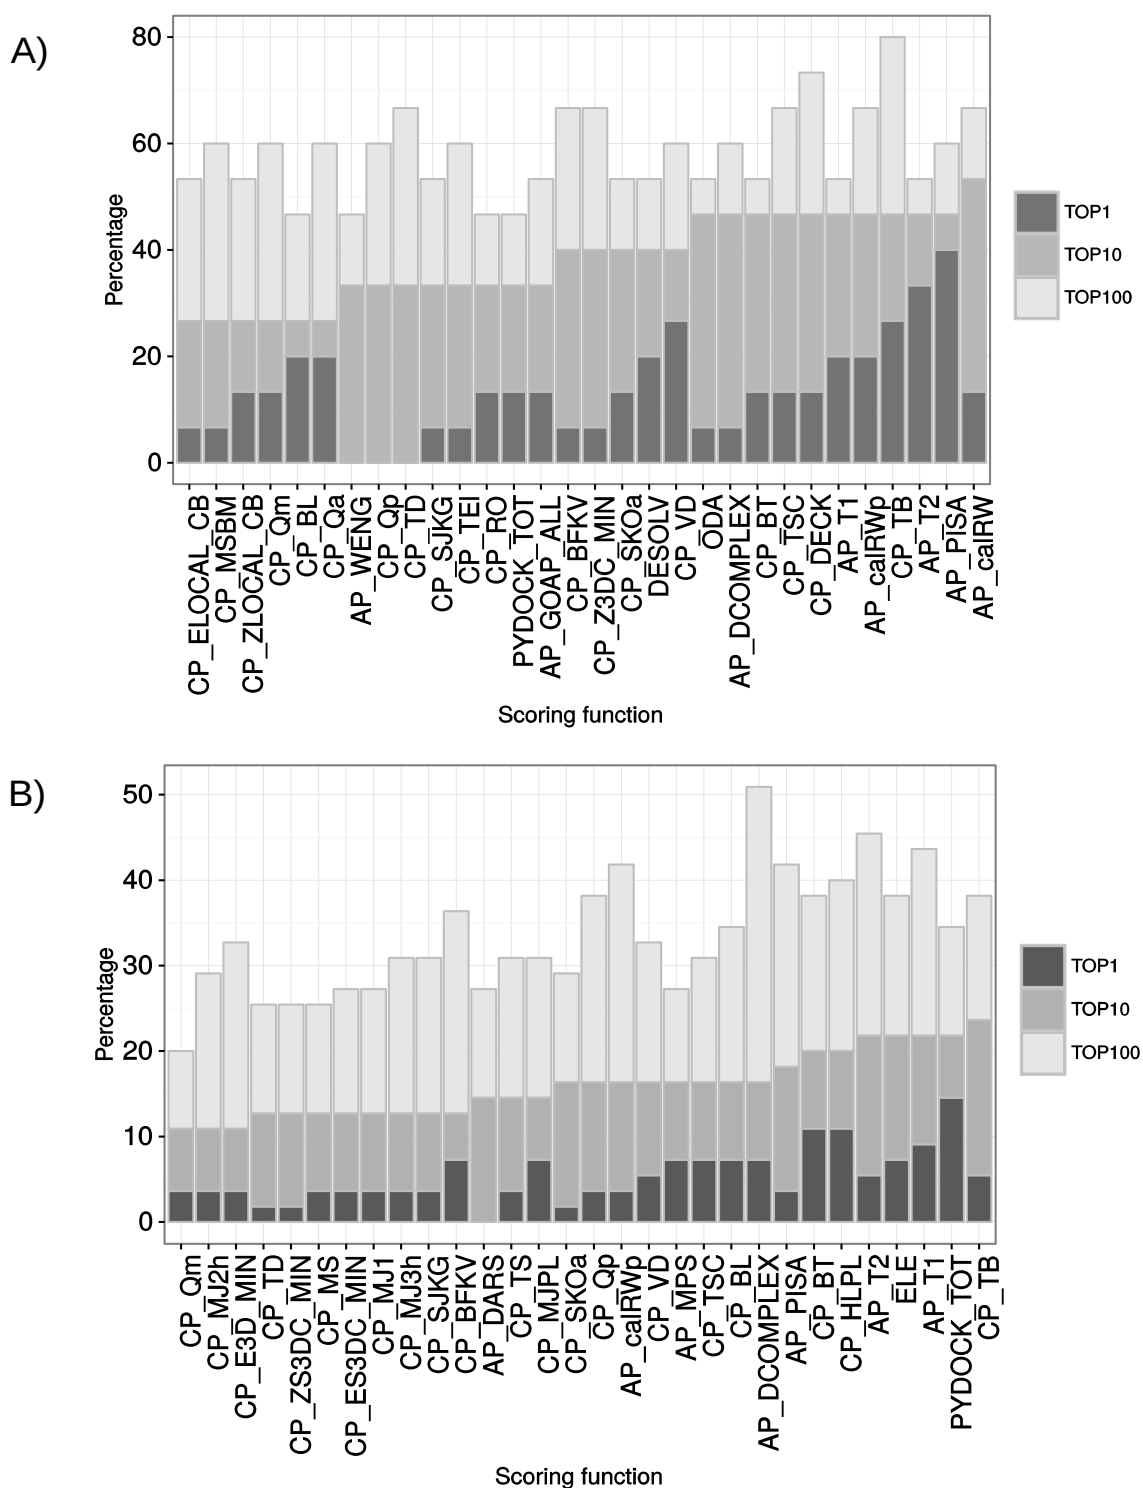 A)
80
60
40
20
0
Percentage
TOP1
TOP10
TOP100
CP_ELOCAL_CB
CP_MSBM
CP_ZLOCAL_CB
CP_Qm
CP_BL
CP_Qa
AP_WENG
CP_Qp
CP_TD
CP_SJKG
CP_TEI
CP_RO
PYDOCK_TOT
AP_GOAP_ALL
CP_BFKV
CP_Z3DC_MIN
CP_SKOa
DESOLV
CP_VD
ODA
AP_DCOMPLEX
CP_BT
CP_TSC
CP_DECK
AP_T1
AP_calRWp
CP_TB
AP_T2
AP_PISA
AP_calRW
Scoring function
B)
50
40
30
20
10
0
Percentage
TOP1
TOP10
TOP100
CP_Qm
CP_MJ2h
CP_E3D_MIN
CP_TD
CP_ZS3DC_MIN
CP_MS
CP_ES3DC_MIN
CP_MJ1
CP_MJ3h
CP_SJKG
CP_BFKV
AP_DARS
CP_TS
CP_MJPL
CP_SKOa
CP_Qp
AP_calRWp
CP_VD
AP_MPS
CP_TSC
CP_BL
AP_DCOMPLEX
AP_PISA
CP_BT
CP_HLPL
AP_T2
ELE
AP_T1
PYDOCK_TOT
CP_TB
Scoring function